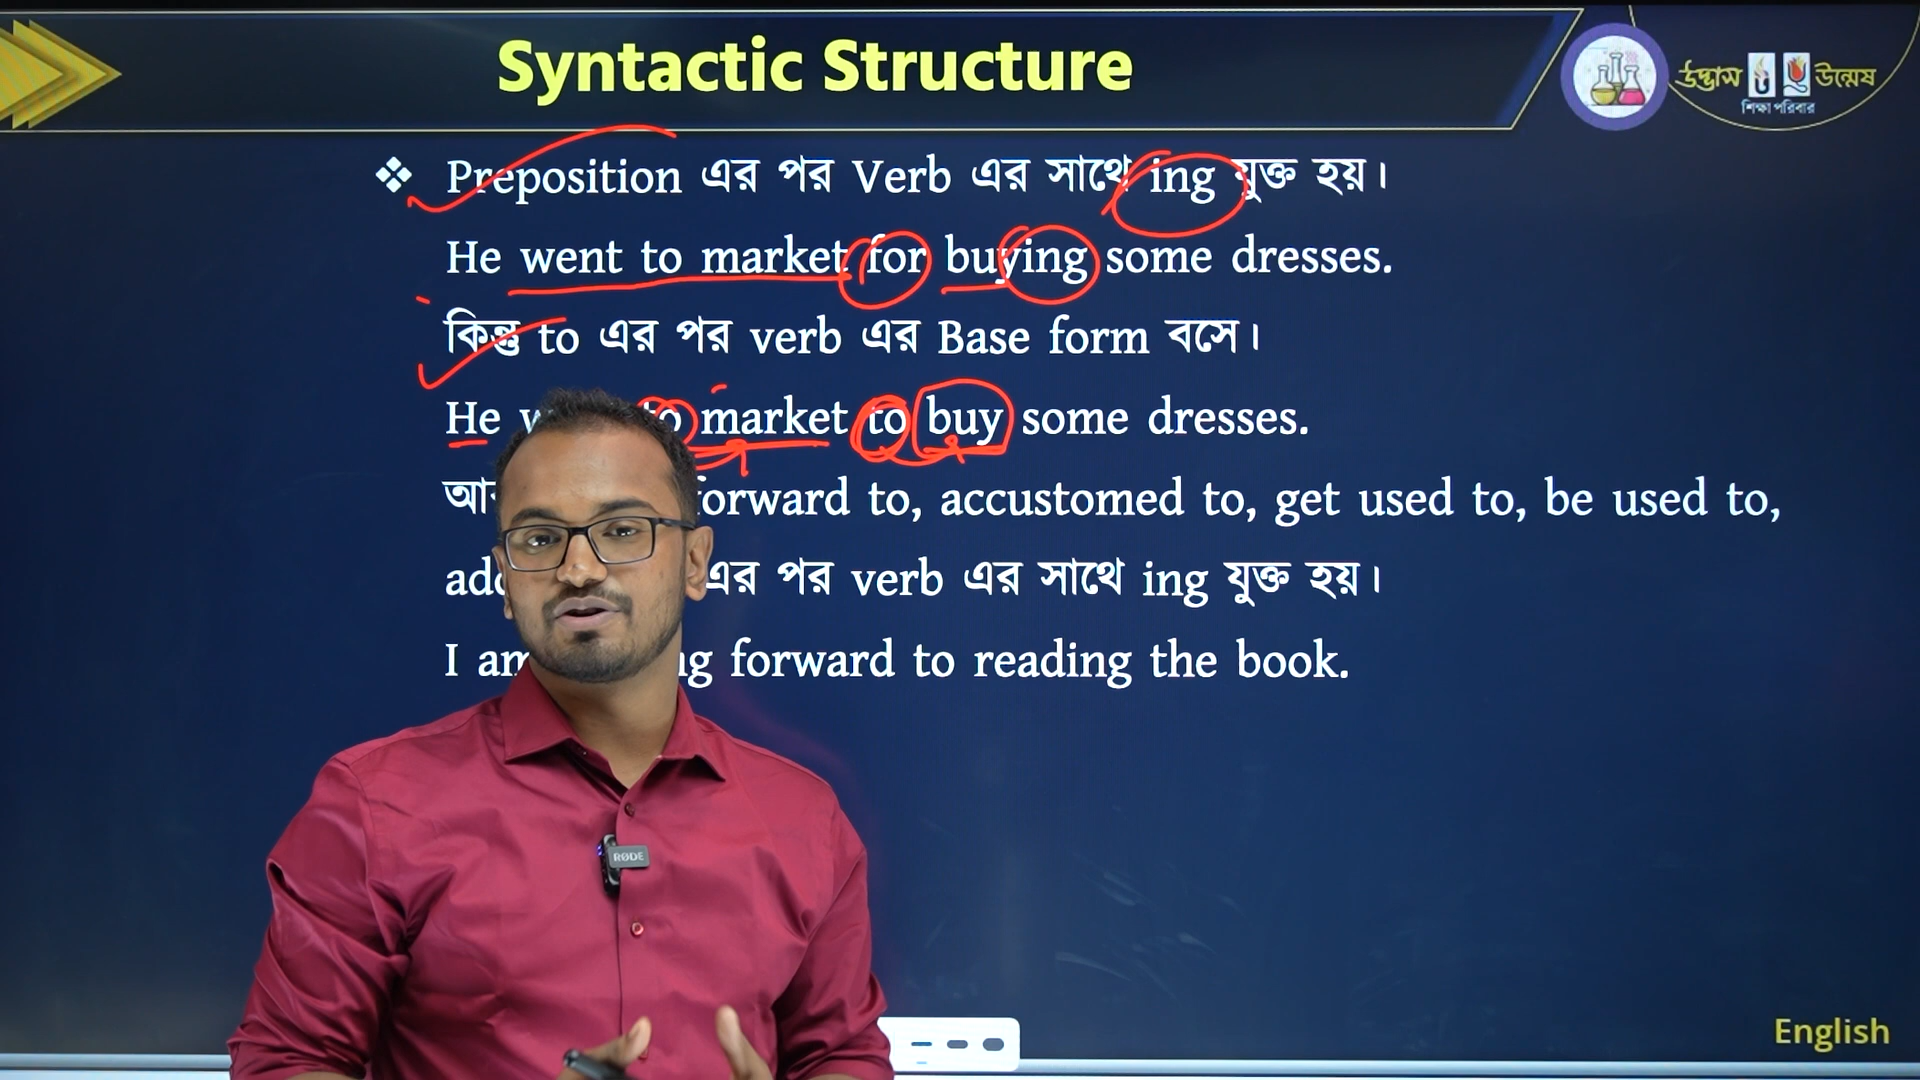 Syntactic Structure
উদ্ভাস উন্মেষ
শিক্ষা পরিবার
Preposition এর পর Verb এর সাথে ing যুক্ত হয়।
He went to market for buying some dresses.
কিন্তু to এর পর verb এর Base form বসে।
He to market to buy some dresses.
forward to, accustomed to, get used to, be used to,
এর পর verb এর সাথে ing যুক্ত হয়।
I am forward to reading the book.
RØDE
English